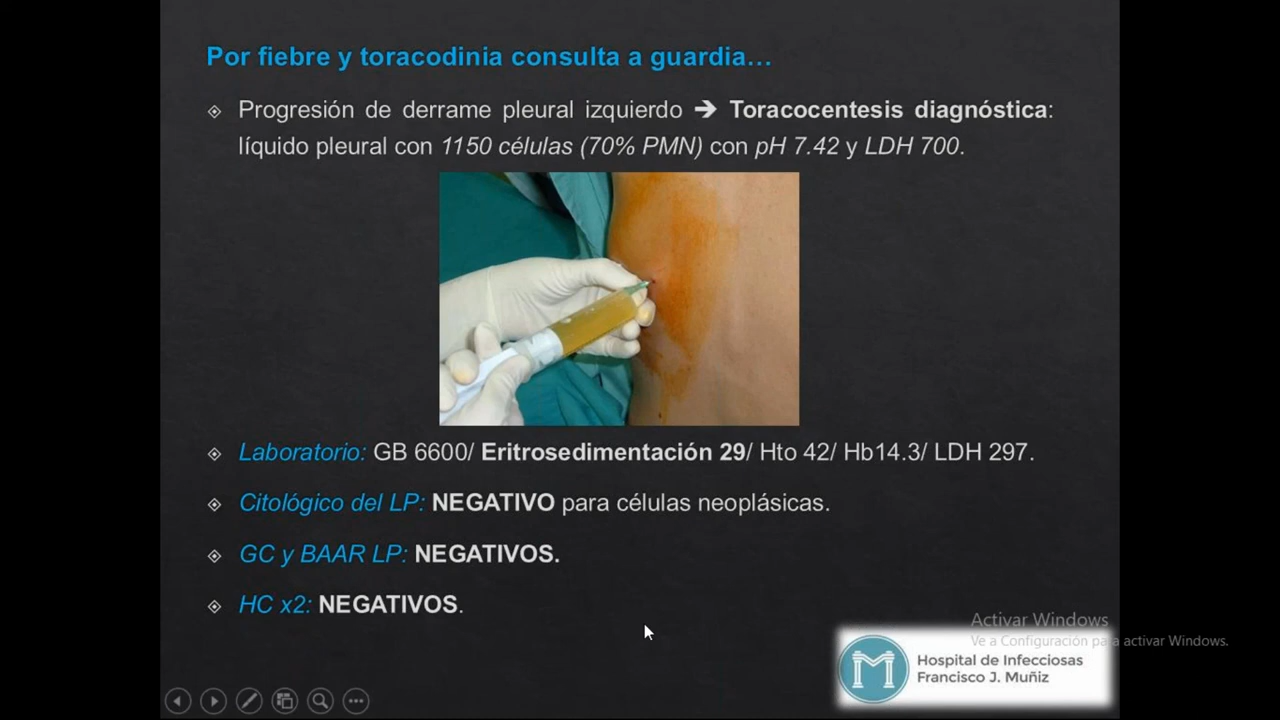 Por fiebre y toracodinia consulta a guardia...
Progresión de derrame pleural izquierdo ➔ Toracocentesis diagnóstica:
líquido pleural con 1150 células (70% PMN) con pH 7.42 y LDH 700.
Laboratorio: GB 6600/ Eritrosedimentación 29/ Hto 42/ Hb14.3/ LDH 297.
Citológico del LP: NEGATIVO para células neoplásicas.
GC y BAAR LP: NEGATIVOS.
HC x2: NEGATIVOS.
Activar Windows
Ve a Configuración para activar Windows.
Hospital de Infecciosas
Francisco J. Muñiz